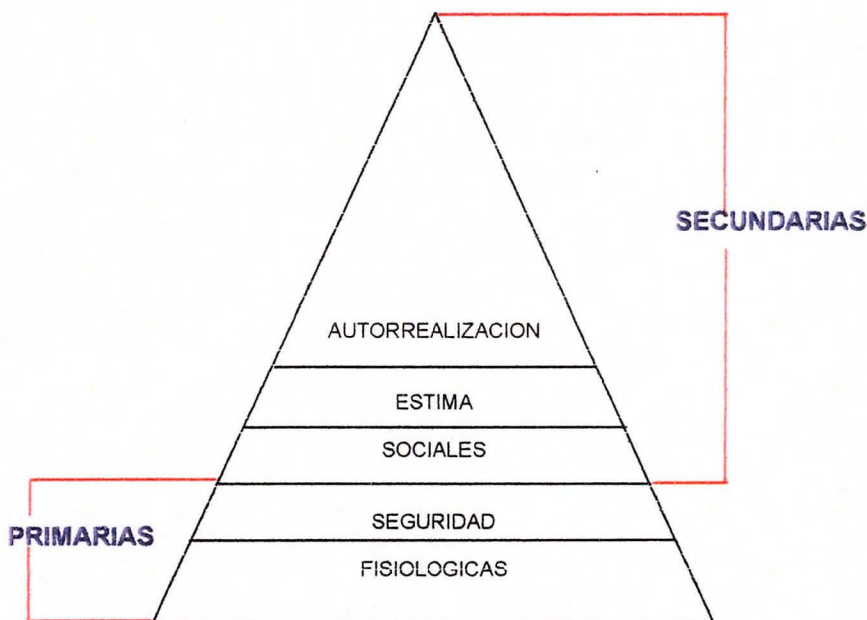 SECUNDARIAS
AUTORREALIZACION
ESTIMA
SOCIALES
SEGURIDAD
PRIMARIAS
FISIOLOGICAS